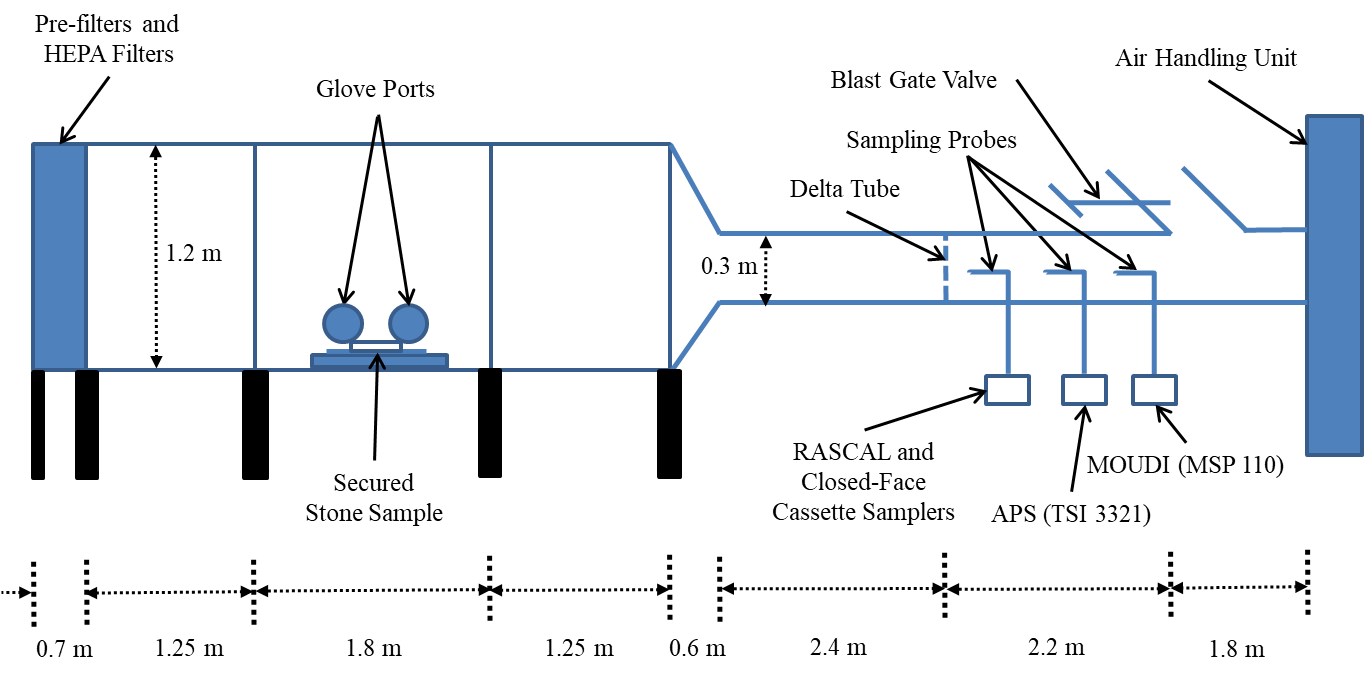 Pre-filters and
HEPA Filters
Glove Ports
Blast Gate Valve
Air Handling Unit
Sampling Probes
Delta Tube
1.2 m
0.3 m
Secured
Stone Sample
RASCAL and
Closed-Face
Cassette Samplers
APS (TSI 3321)
MOUDI (MSP 110)
0.7 m
1.25 m
1.8 m
1.25 m
0.6 m
2.4 m
2.2 m
1.8 m